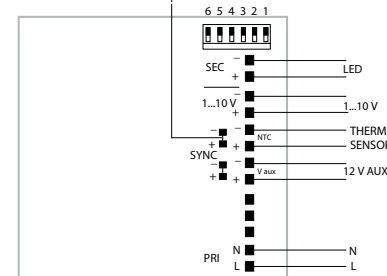 6 5 4 3 2 1
SEC
−
+
LED
1...10 V
−
+
1...10 V
− NTC
+
THERM
SENSOR
SYNC
−
+
−
+
− V aux
+
12 V AUX
PRI
N N
L L